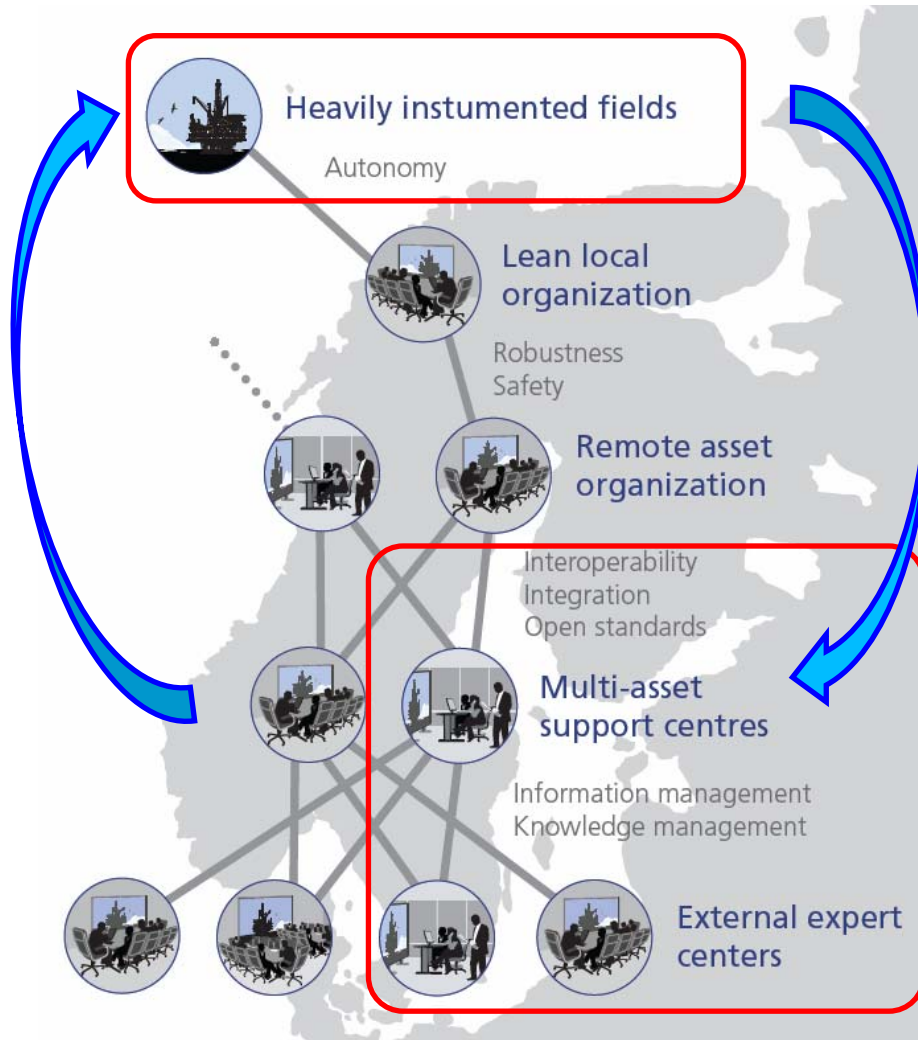 Heavily instumented fields
Autonomy
Lean local
organization
Robustness
Safety
Remote asset
organization
Interoperability
Integration
Open standards
Multi-asset
support centres
Information management
Knowledge management
External expert
centers